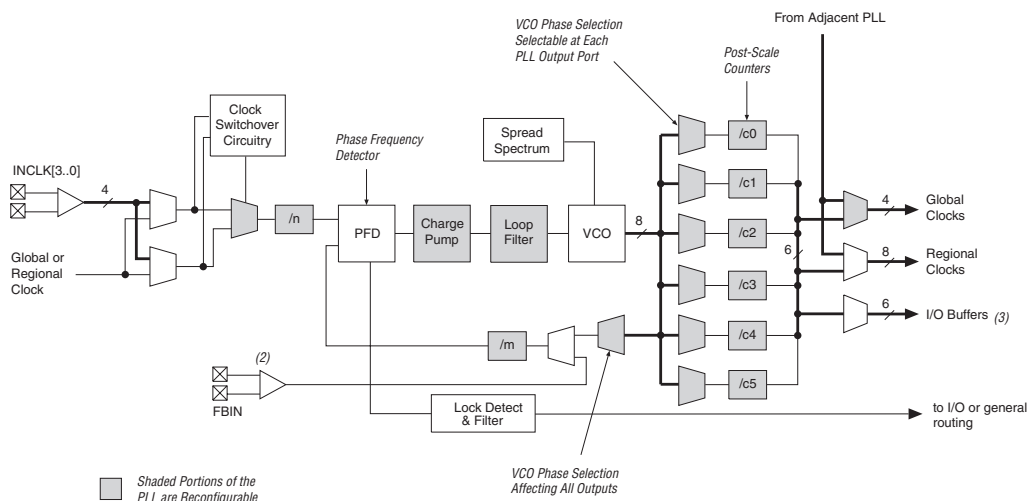 From Adjacent PLL
VCO Phase Selection
Selectable at Each
PLL Output Port
Post-Scale
Counters
Clock
Switchover
Circuitry
Phase Frequency
Detector
Spread
Spectrum
INCLK[3..0]
4
Global or
Regional
Clock
/n
PFD
Charge
Pump
Loop
Filter
VCO
8
/c0
/c1
/c2
/c3
/c4
/c5
6
4
Global
Clocks
8
Regional
Clocks
6
I/O Buffers (3)
/m
(2)
FBIN
Lock Detect
& Filter
to I/O or general
routing
VCO Phase Selection
Affecting All Outputs
Shaded Portions of the
PLL are Reconfigurable